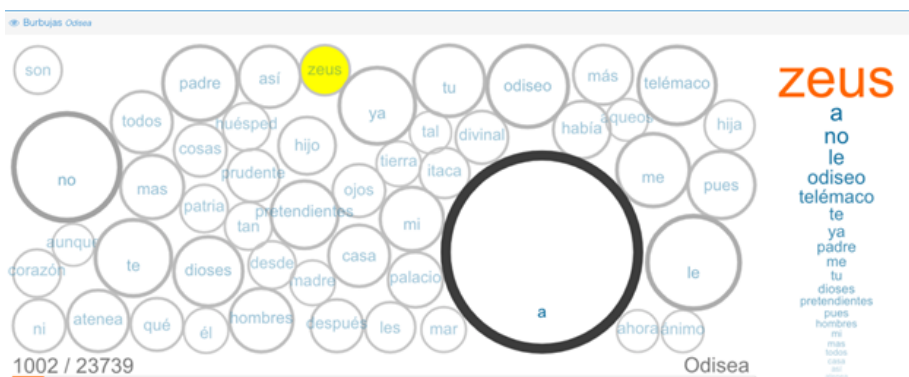 Burbujas Odisea
son
padre
así
zeus
ya
tu
odiseo
más
telémaco
todos
huésped
cosas
hijo
tal
divinal
había
aqueos
hija
no
mas
prudente
tierra
itaca
me
pues
patria
tan
pretendientes
ojos
mi
aunque
corazón
te
dioses
desde
madre
casa
palacio
a
le
ni
atenea
qué
él
hombres
después
les
mar
ahora
ánimo
1002 / 23739
Odisea
zeus
a
no
le
odiseo
telémaco
te
ya
padre
me
tu
dioses
pretendientes
pues
hombres
mi
mas
todos
casa
así